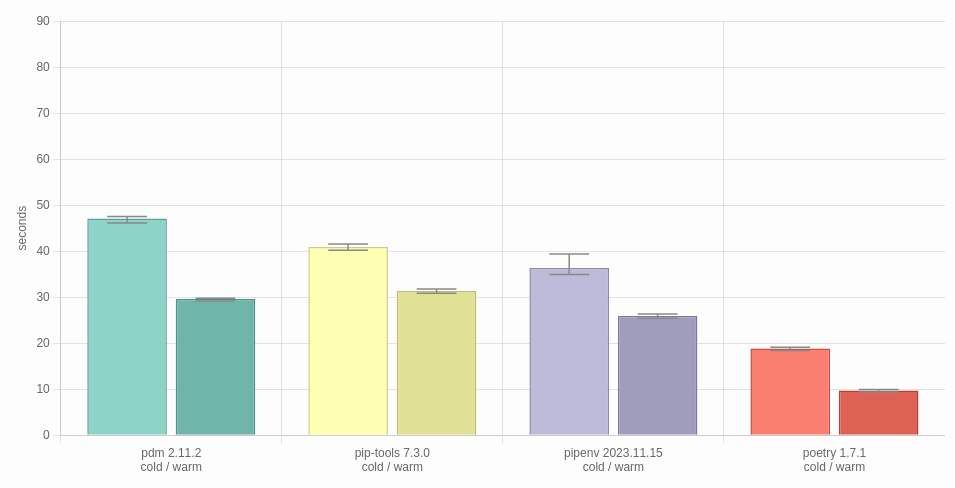 90
80
70
60
50
40
30
20
10
0
seconds
pdm 2.11.2
cold / warm
pip-tools 7.3.0
cold / warm
pipenv 2023.11.15
cold / warm
poetry 1.7.1
cold / warm